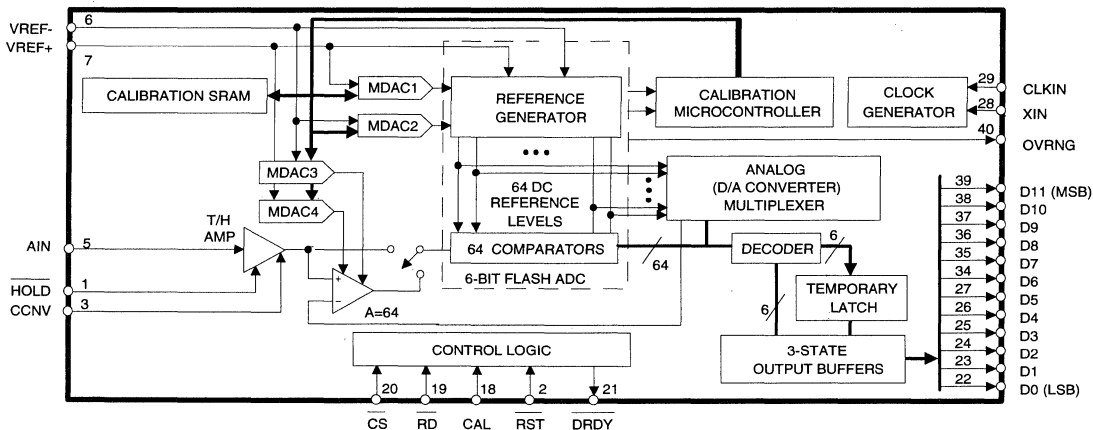 VREF-
6
VREF+
7
CALIBRATION SRAM
MDAC1
MDAC2
MDAC3
MDAC4
REFERENCE
GENERATOR
CALIBRATION
MICROCONTROLLER
CLOCK
GENERATOR
29
CLKIN
28
XIN
40
OVRNG
64 DC
REFERENCE
LEVELS
ANALOG
(D/A CONVERTER)
MULTIPLEXER
T/H
AMP
AIN
5
HOLD
1
CCNV
3
+
−
A=64
64 COMPARATORS
6-BIT FLASH ADC
64
DECODER
6
6
TEMPORARY
LATCH
3-STATE
OUTPUT BUFFERS
39
D11 (MSB)
38
D10
37
D9
36
D8
35
D7
34
D6
27
D5
26
D4
25
D3
24
D2
23
D1
22
D0 (LSB)
CONTROL LOGIC
20
19
18
2
21
CS
RD
CAL
RST
DRDY